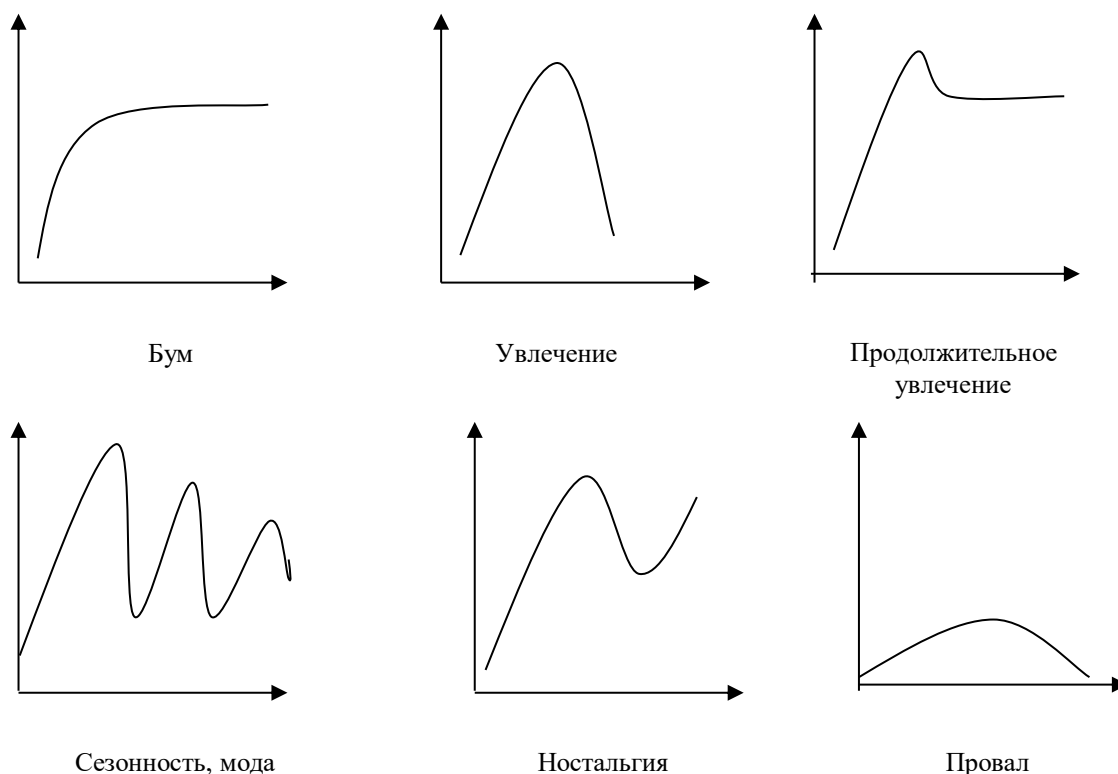 Бум
Увлечение
Продолжительное
увлечение
Сезонность, мода
Ностальгия
Провал